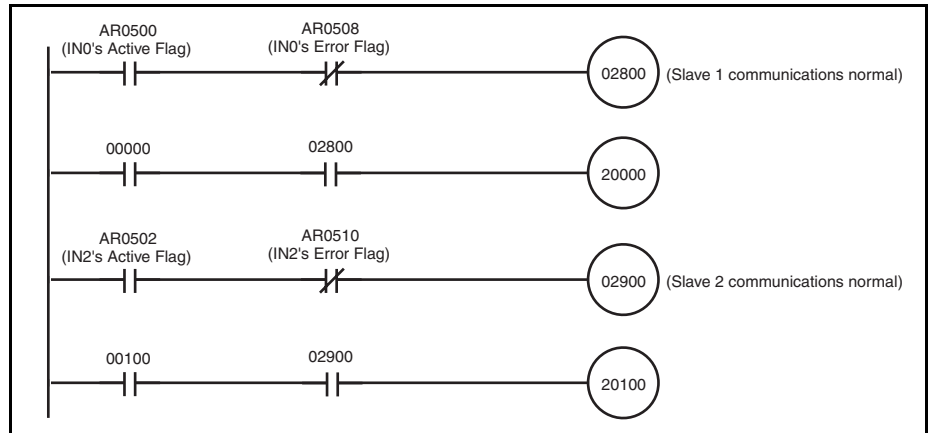 AR0500
(IN0's Active Flag)
AR0508
(IN0's Error Flag)
02800
(Slave 1 communications normal)
00000
02800
20000
AR0502
(IN2's Active Flag)
AR0510
(IN2's Error Flag)
02900
(Slave 2 communications normal)
00100
02900
20100